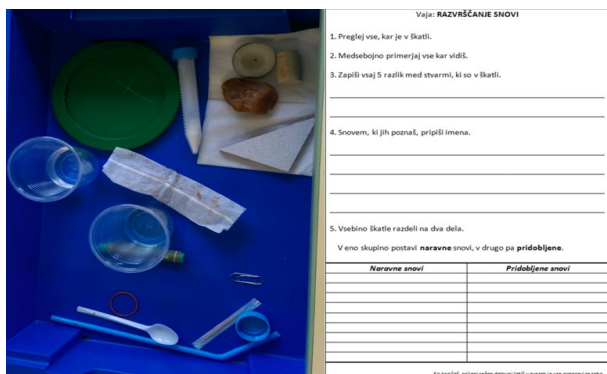 Vaja: RAZVRŠČANJE SNOVI
1. Preglej vse, kar je v škatli.
2. Medsebojno primerjaj vse kar vidiš.
3. Zapiši vsaj 5 razlik med stvarmi, ki so v škatli.
4. Snovem, ki jih poznaš, pripiši imena.
5. Vsebino škatle razdeli na dva dela.
V eno skupino postavi naravne snovi, v drugo pa pridobljene.
Naravne snovi
Pridobljene snovi